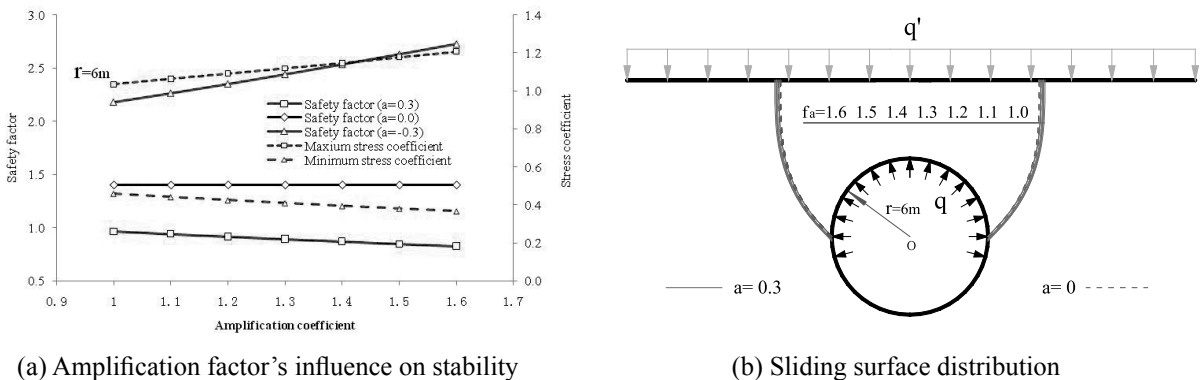 3.0
2.5
2.0
1.5
1.0
0.5
Safety factor
1.4
1.2
1.0
0.8
0.6
0.4
0.2
0.0
Stress coefficient
r=6m
Safety factor (a=0.3)
Safety factor (a=0.0)
Safety factor (a=-0.3)
Maxium stress coefficient
Minimum stress coefficient
0.9 1 1.1 1.2 1.3 1.4 1.5 1.6 1.7
Amplification coefficient
(a) Amplification factor's influence on stability
q'
fa=1.6 1.5 1.4 1.3 1.2 1.1 1.0
q
r=6m
O
a= 0.3
a= 0
(b) Sliding surface distribution